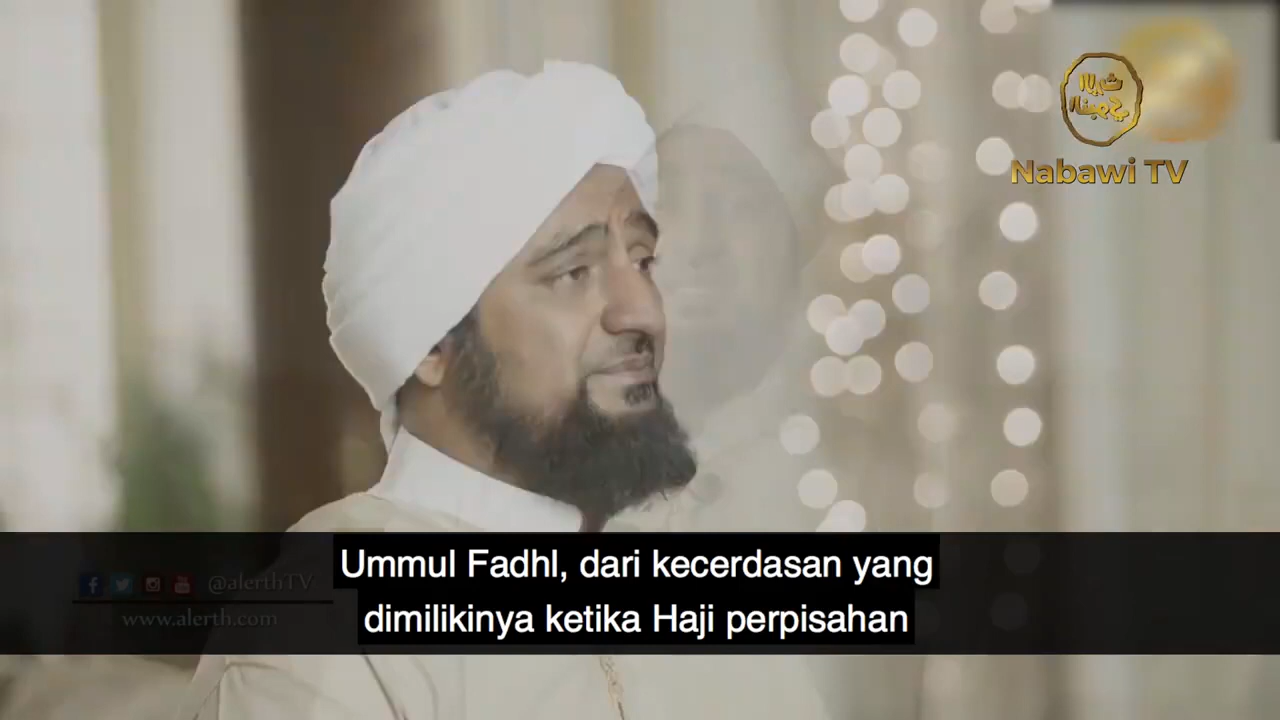 Nabawi TV
@alerthTV
www.alerth.com
Ummul Fadhl, dari kecerdasan yang
dimilikinya ketika Haji perpisahan